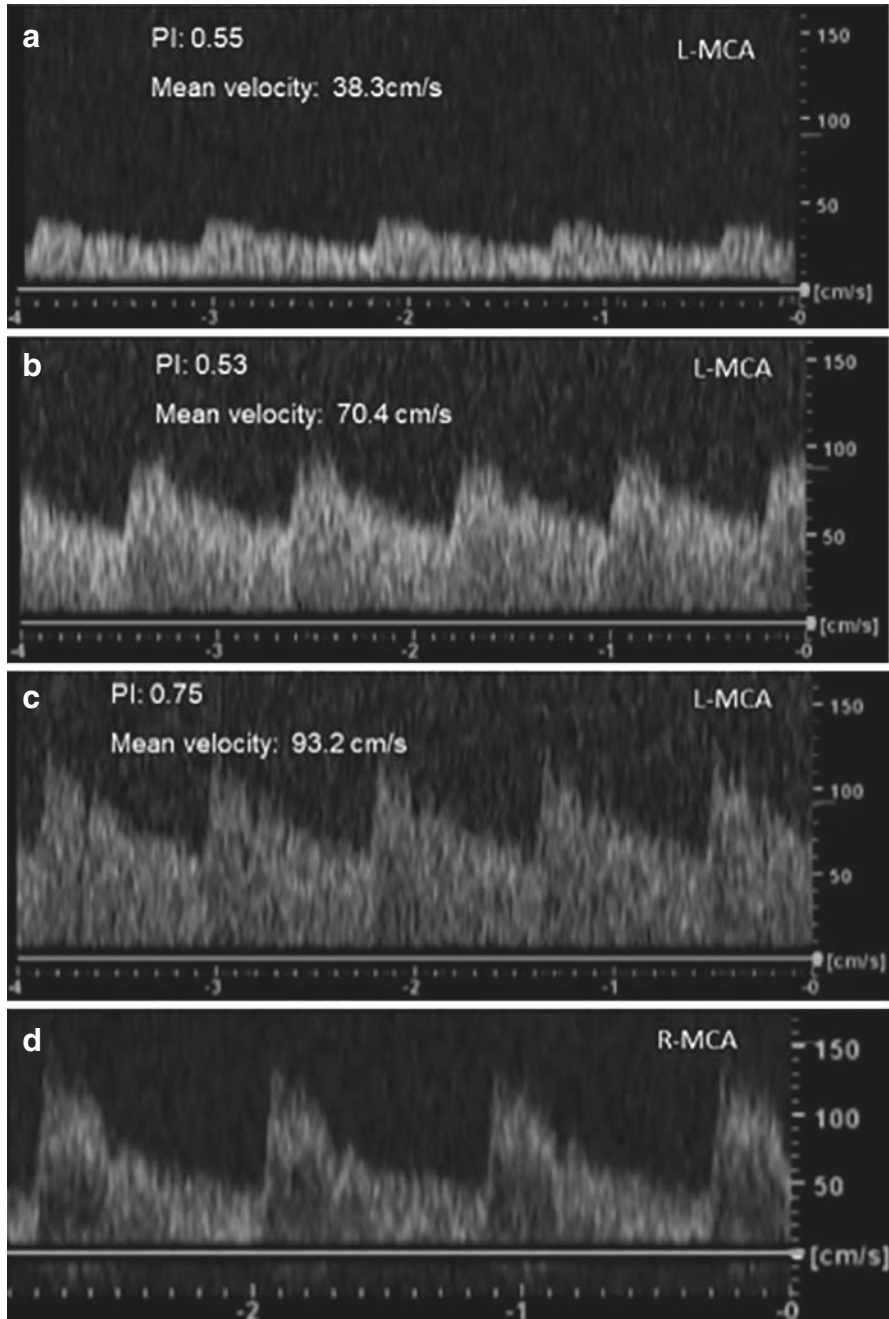 a
PI: 0.55
L-MCA
Mean velocity: 38.3cm/s
150
100
50
[cm/s]
-4 -3 -2 -1 -0
b
PI: 0.53
L-MCA
Mean velocity: 70.4 cm/s
150
100
50
[cm/s]
-4 -3 -2 -1 -0
c
PI: 0.75
L-MCA
Mean velocity: 93.2 cm/s
150
100
50
[cm/s]
-4 -3 -2 -1 -0
d
R-MCA
150
100
50
[cm/s]
-2 -1 -0